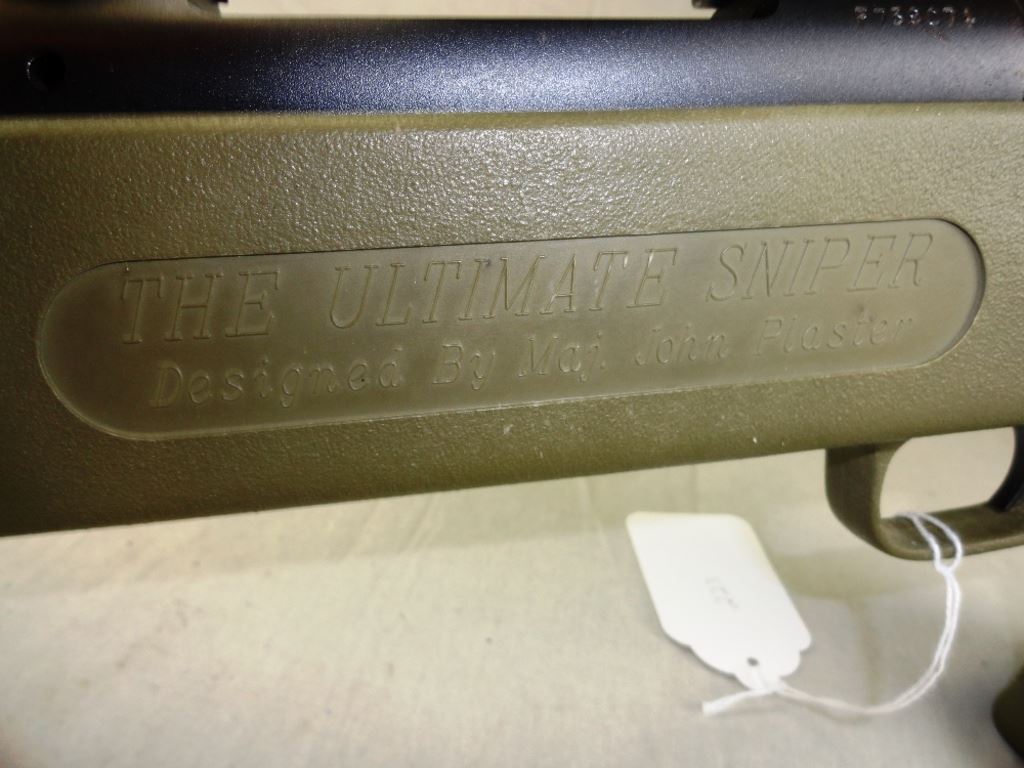 THE ULTIMATE SNIPER
Designed By Maj. John Plaster